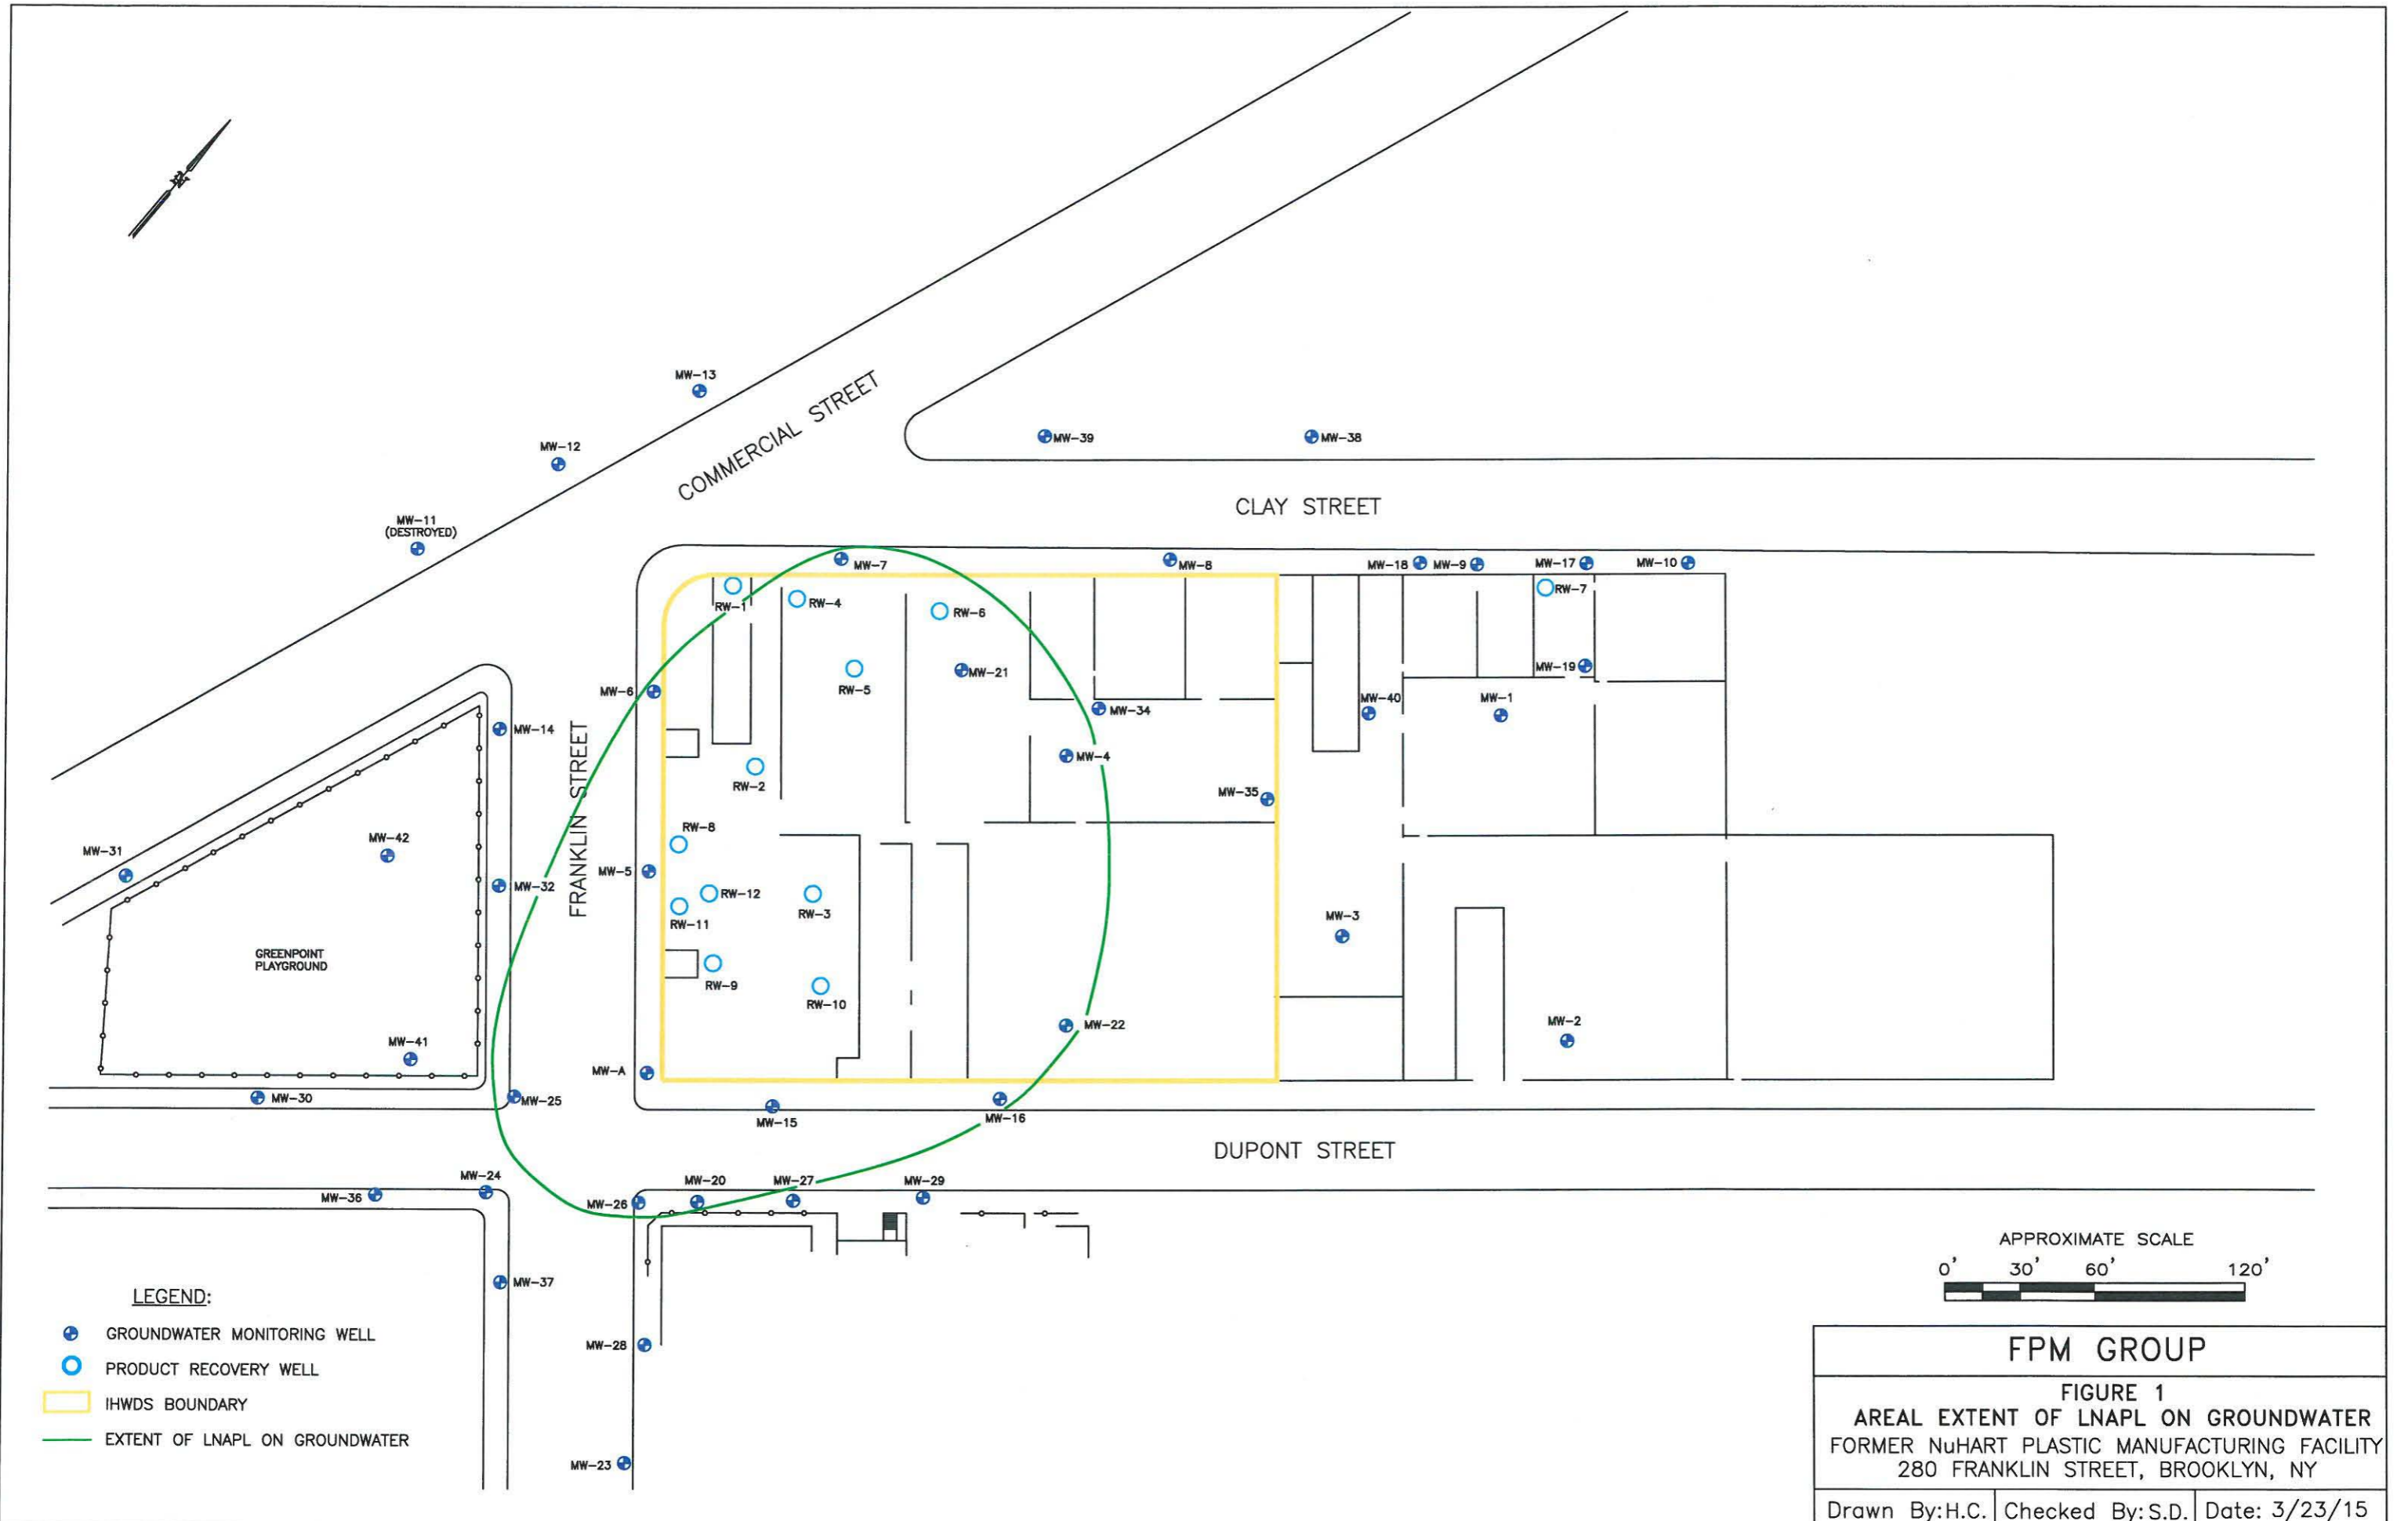 MW-13
MW-12
MW-11
(DESTROYED)
COMMERCIAL STREET
MW-39
MW-38
CLAY STREET
MW-7
MW-8
MW-18
MW-9
MW-17
MW-10
RW-1
RW-4
RW-6
RW-7
MW-6
RW-5
MW-21
MW-19
MW-14
FRANKLIN STREET
MW-34
MW-40
MW-1
RW-2
MW-4
MW-35
MW-31
MW-42
RW-8
MW-5
MW-32
RW-12
RW-11
RW-3
MW-3
GREENPOINT
PLAYGROUND
RW-9
RW-10
MW-22
MW-2
MW-41
MW-A
MW-30
MW-25
MW-15
MW-16
DUPONT STREET
MW-36
MW-24
MW-26
MW-20
MW-27
MW-29
MW-37
MW-28
MW-23
LEGEND:
GROUNDWATER MONITORING WELL
PRODUCT RECOVERY WELL
IHWDS BOUNDARY
EXTENT OF LNAPL ON GROUNDWATER
APPROXIMATE SCALE
0' 30' 60' 120'
FPM GROUP
FIGURE 1
AREAL EXTENT OF LNAPL ON GROUNDWATER
FORMER NuHART PLASTIC MANUFACTURING FACILITY
280 FRANKLIN STREET, BROOKLYN, NY
Drawn By:H.C. Checked By:S.D. Date: 3/23/15